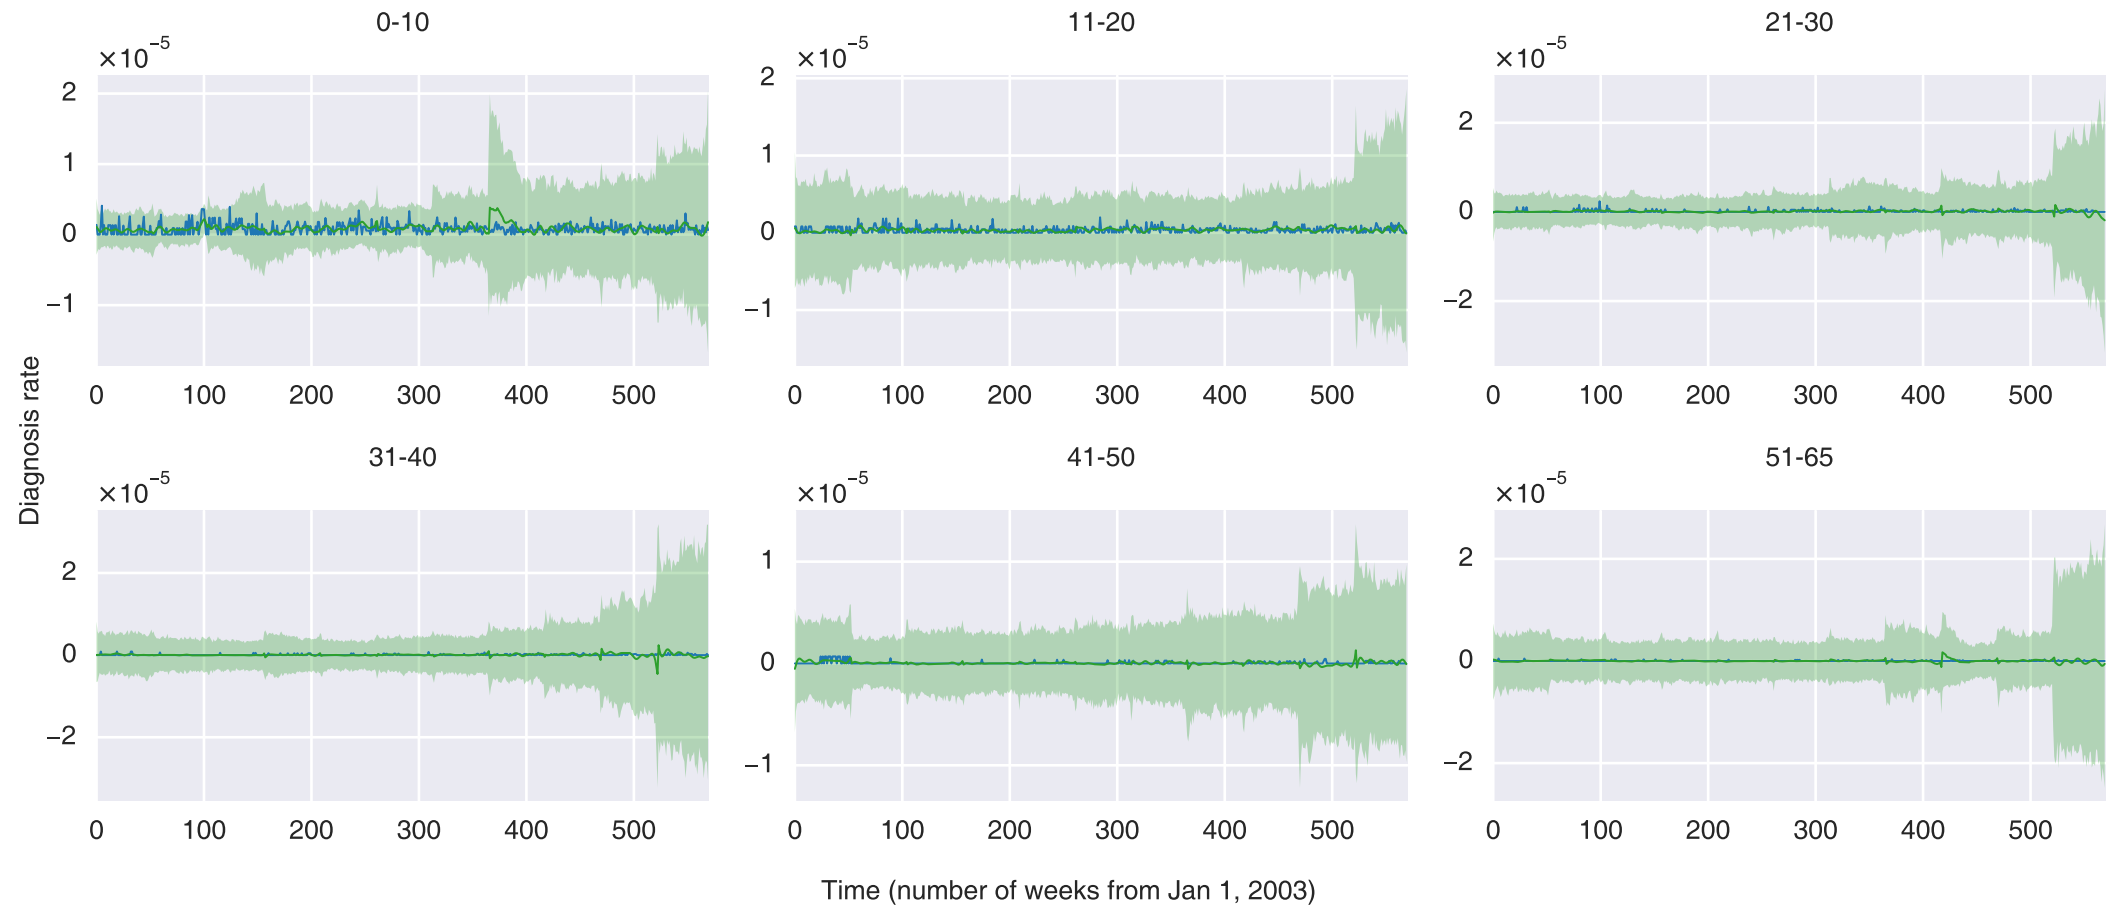 0-10 11-20 21-30
×10⁻⁵ ×10⁻⁵ ×10⁻⁵
2 2 2
1 1
0 0 0
−1 −1 −2
0 100 200 300 400 500 0 100 200 300 400 500 0 100 200 300 400 500
Diagnosis rate
31-40 41-50 51-65
×10⁻⁵ ×10⁻⁵ ×10⁻⁵
2 1 2
0 0 0
−2 −1 −2
0 100 200 300 400 500 0 100 200 300 400 500 0 100 200 300 400 500
Time (number of weeks from Jan 1, 2003)